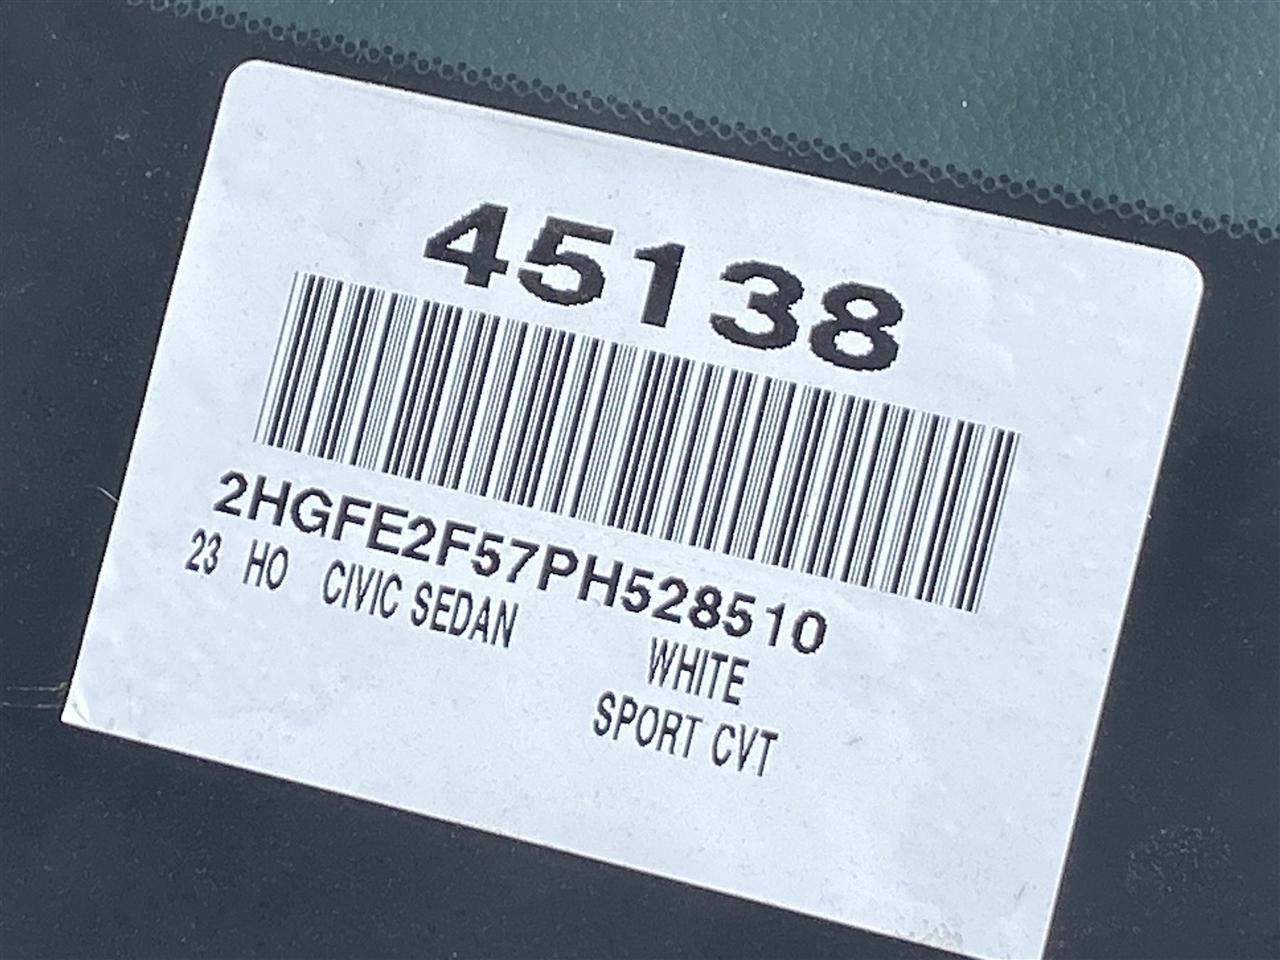 45138
2HGFE2F57PH528510
23 HO CIVIC SEDAN
WHITE
SPORT CVT